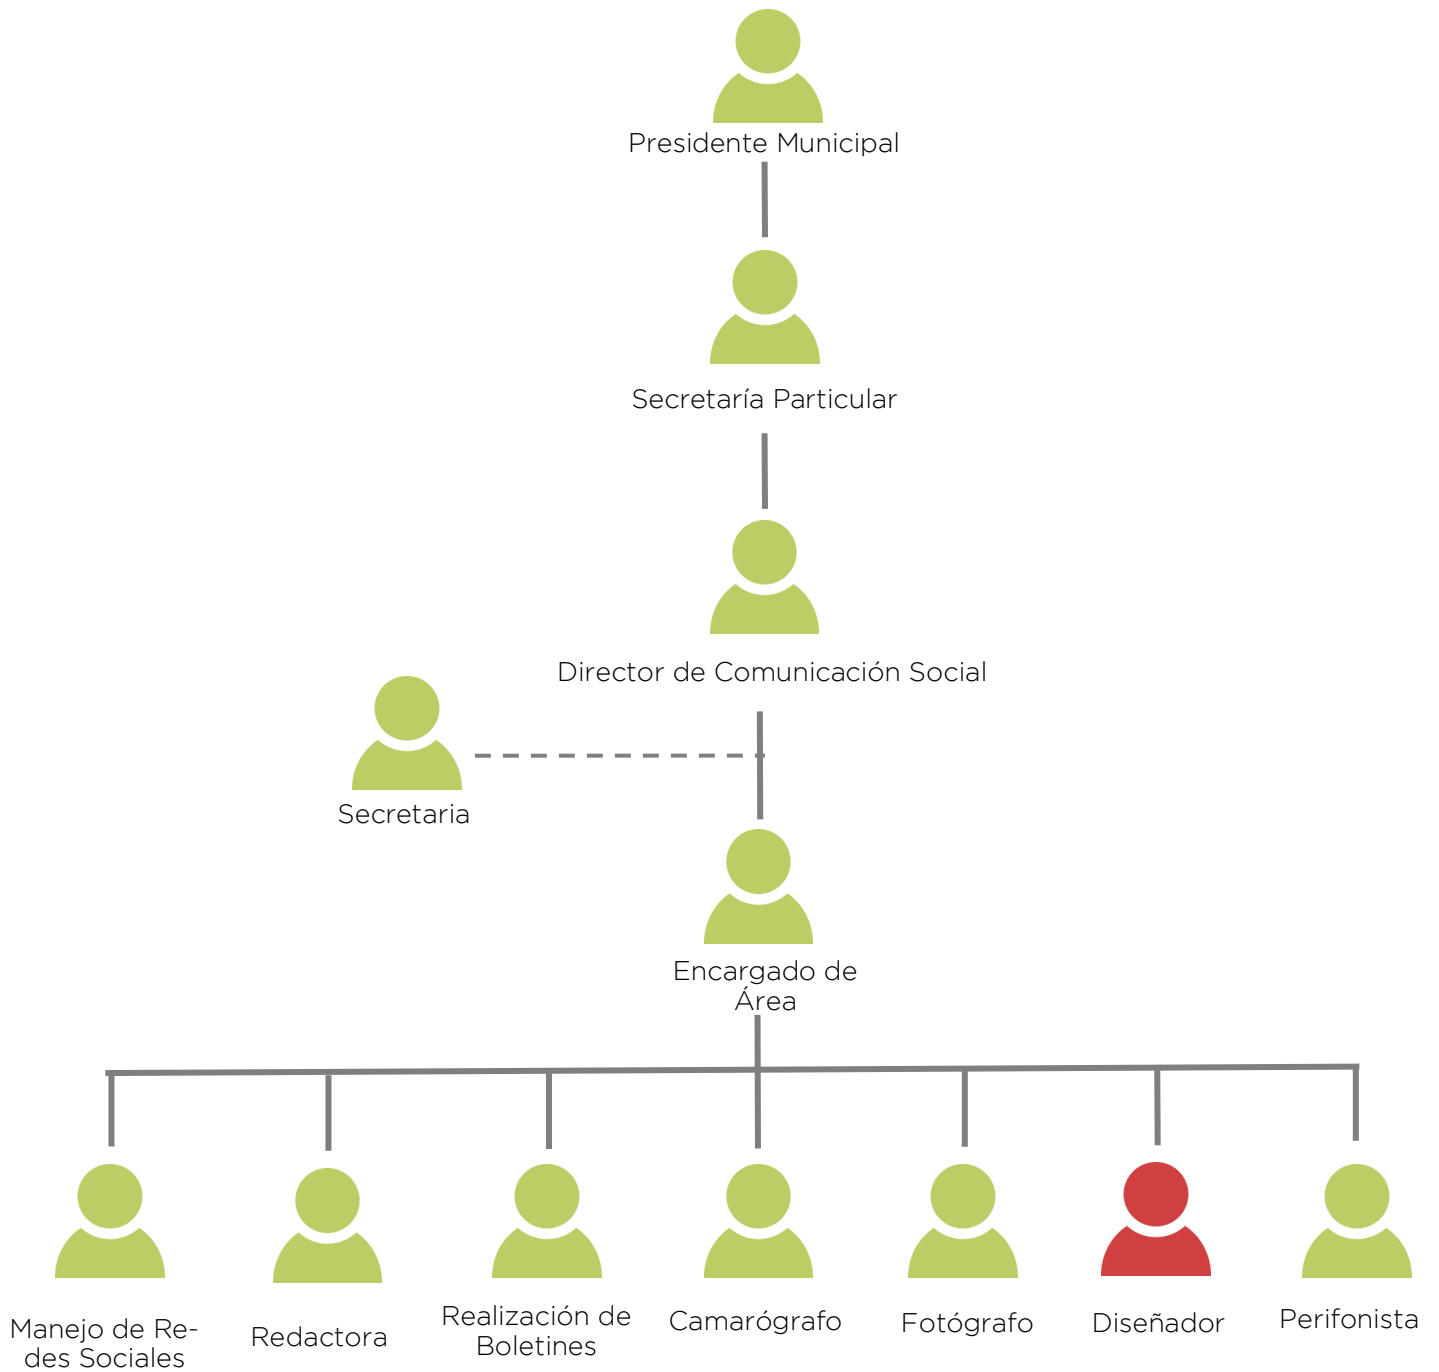 Presidente Municipal
Secretaría Particular
Director de Comunicación Social
Secretaria
Encargado de
Área
Manejo de Re-
des Sociales
Redactora
Realización de
Boletines
Camarógrafo
Fotógrafo
Diseñador
Perifonista